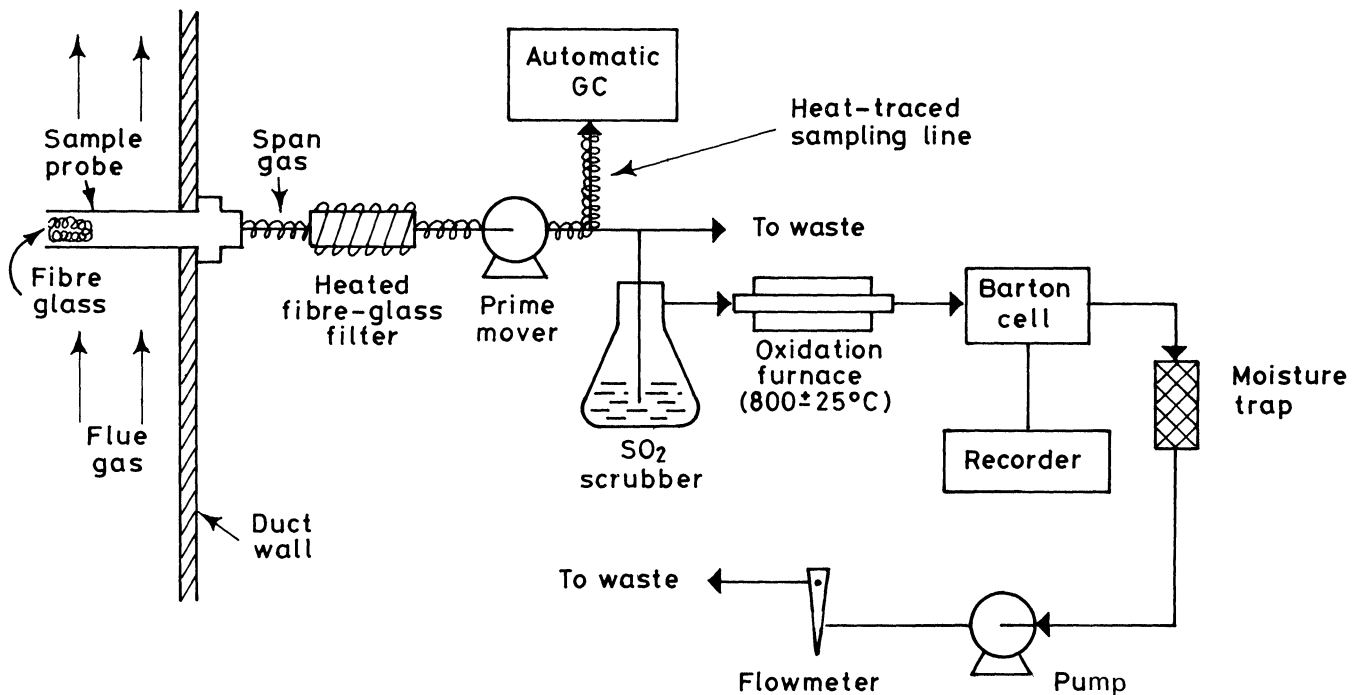 Automatic
GC
Heat-traced
sampling line
Sample
probe
Span
gas
To waste
Fibre
glass
Heated
fibre-glass
filter
Prime
mover
Barton
cell
Oxidation
furnace
(800±25°C)
Moisture
trap
Flue
gas
SO₂
scrubber
Recorder
Duct
wall
To waste
Flowmeter
Pump